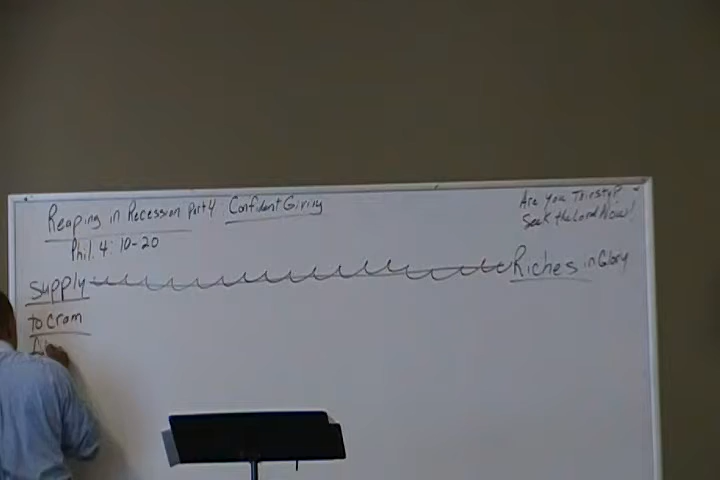 Reaping in Recession Part 4 Confident Giving
Phil. 4:10-20
Are you Thirsty?
Seek the Lord Now!
Supply Riches in Glory
to cram